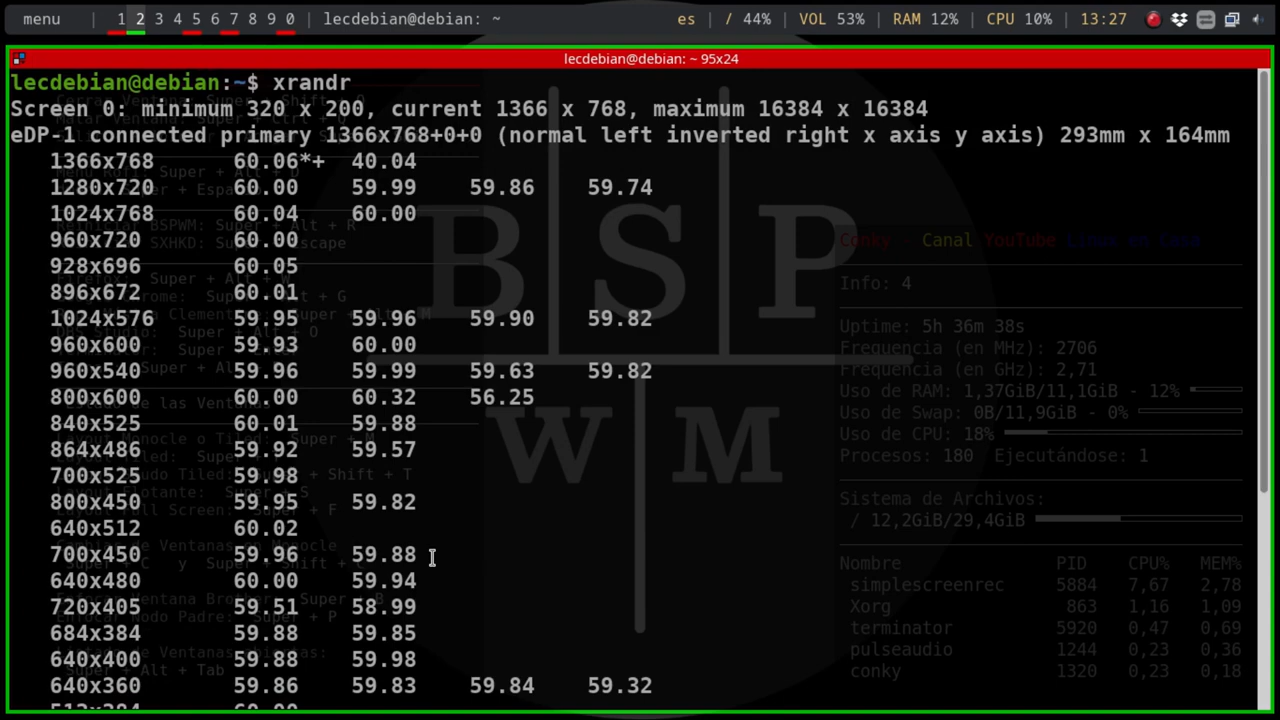 menu 1 2 3 4 5 6 7 8 9 0 lecdebian@debian: ~ es | / 44% | VOL 53% | RAM 12% | CPU 10% | 13:27
lecdebian@debian: ~ 95x24
lecdebian@debian:~$ xrandr
Screen 0: minimum 320 x 200, current 1366 x 768, maximum 16384 x 16384
eDP-1 connected primary 1366x768+0+0 (normal left inverted right x axis y axis) 293mm x 164mm
1366x768 60.06*+ 40.04
1280x720 60.00 59.99 59.86 59.74
1024x768 60.04 60.00
960x720 60.00
928x696 60.05
896x672 60.01
1024x576 59.95 59.96 59.90 59.82
960x600 59.93 60.00
960x540 59.96 59.99 59.63 59.82
800x600 60.00 60.32 56.25
840x525 60.01 59.88
864x486 59.92 59.57
700x525 59.98
800x450 59.95 59.82
640x512 60.02
700x450 59.96 59.88
640x480 60.00 59.94
720x405 59.51 58.99
684x384 59.88 59.85
640x400 59.88 59.98
640x360 59.86 59.83 59.84 59.32
B S P
W M
Conky - Canal YouTube Linux en Casa
Info: 4
Uptime: 5h 36m 38s
Frequencia (en MHz): 2706
Frequencia (en GHz): 2,71
Uso de RAM: 1,37GiB/11,1GiB - 12%
Uso de Swap: 0B/11,9GiB - 0%
Uso de CPU: 18%
Procesos: 180 Ejecutándose: 1
Sistema de Archivos:
/ 12,2GiB/29,4GiB
Nombre PID CPU% MEM%
simplescreenrec 5884 7,67 2,78
Xorg 863 1,16 1,09
terminator 5920 0,47 0,69
pulseaudio 1244 0,23 0,36
conky 1320 0,23 0,18